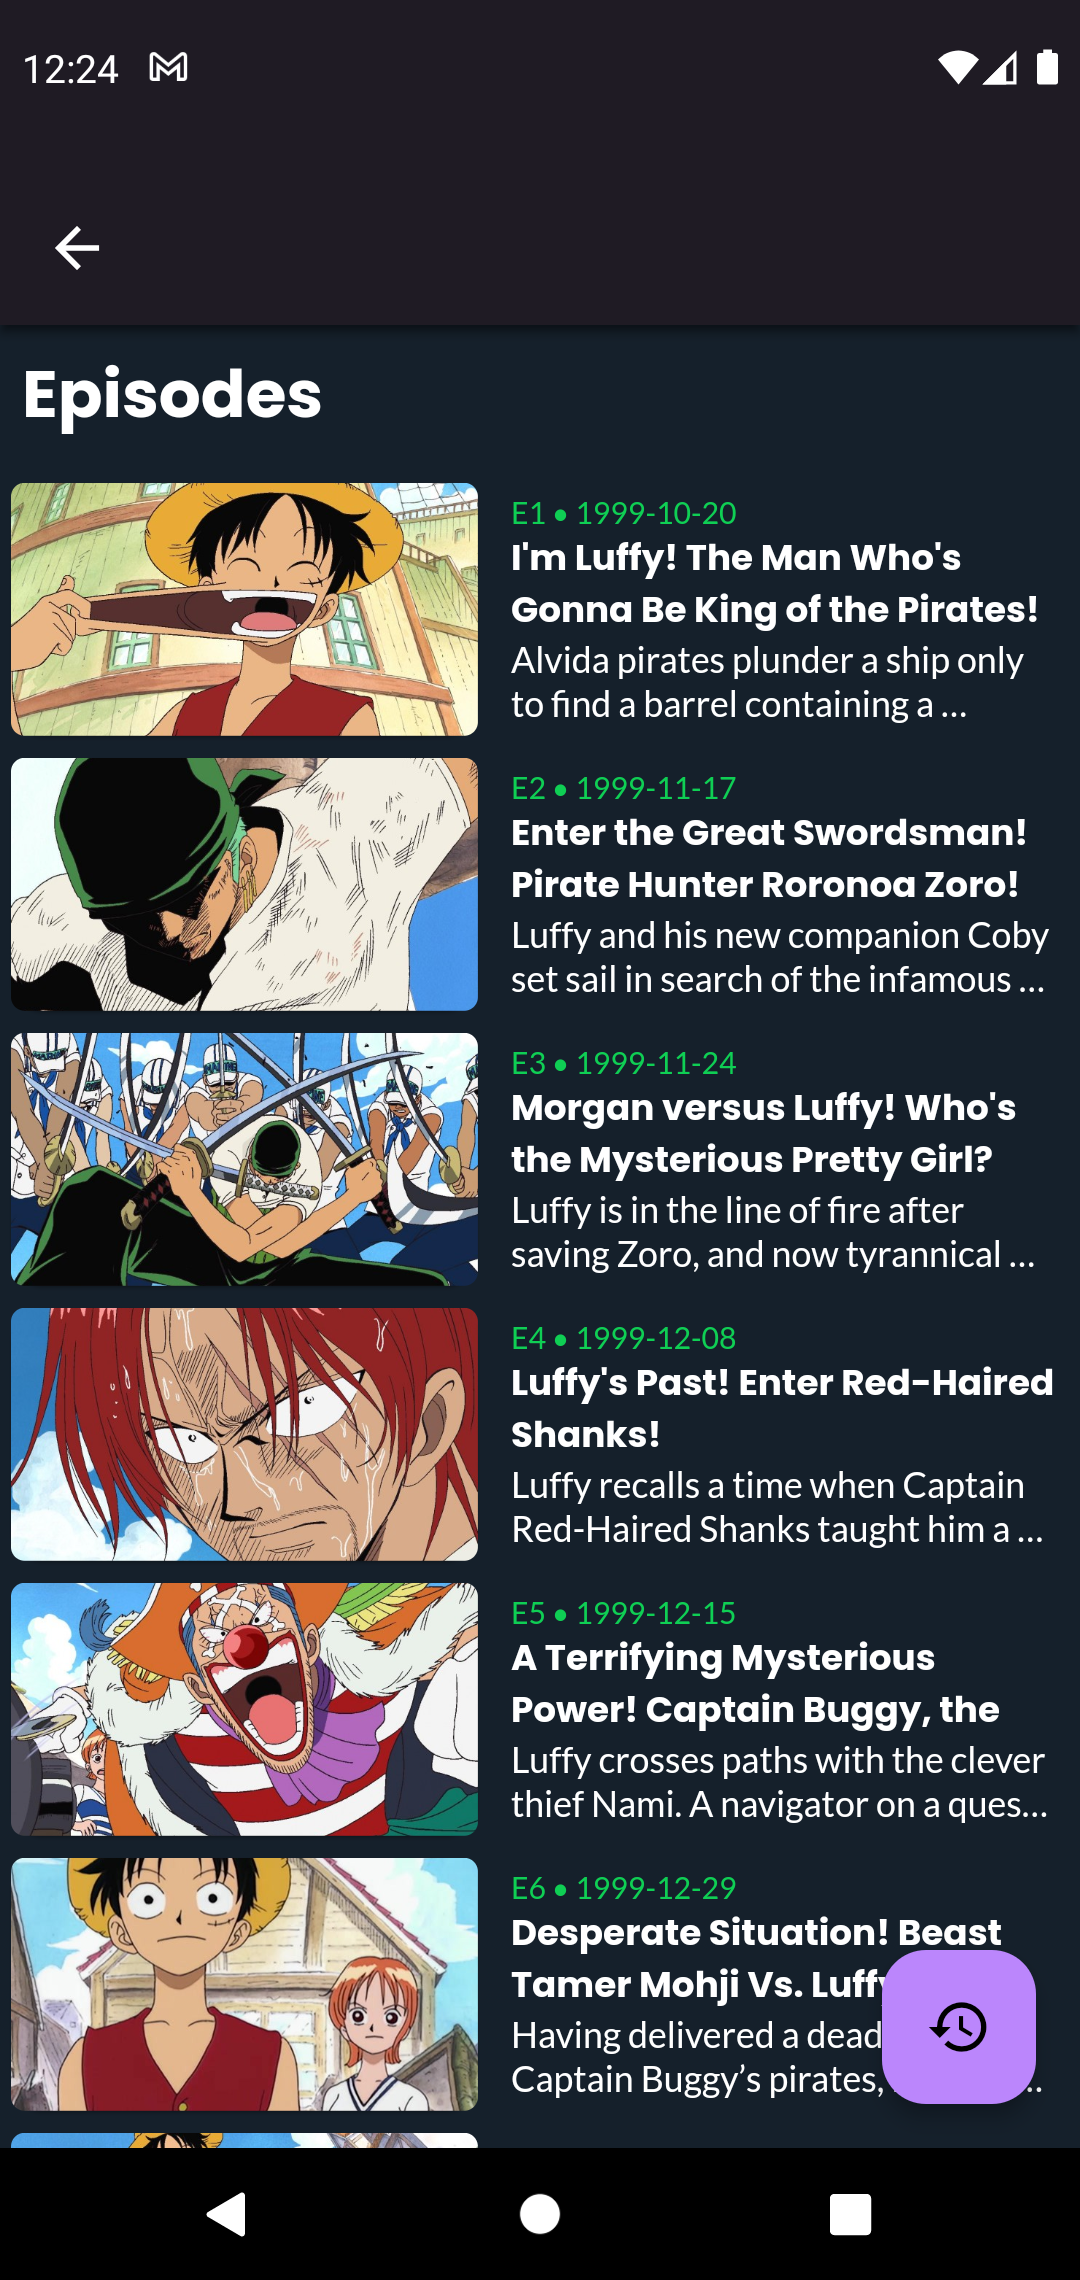 12:24
Episodes
E1 • 1999-10-20
I'm Luffy! The Man Who's
Gonna Be King of the Pirates!
Alvida pirates plunder a ship only
to find a barrel containing a ...
E2 • 1999-11-17
Enter the Great Swordsman!
Pirate Hunter Roronoa Zoro!
Luffy and his new companion Coby
set sail in search of the infamous ...
E3 • 1999-11-24
Morgan versus Luffy! Who's
the Mysterious Pretty Girl?
Luffy is in the line of fire after
saving Zoro, and now tyrannical ...
E4 • 1999-12-08
Luffy's Past! Enter Red-Haired
Shanks!
Luffy recalls a time when Captain
Red-Haired Shanks taught him a ...
E5 • 1999-12-15
A Terrifying Mysterious
Power! Captain Buggy, the
Luffy crosses paths with the clever
thief Nami. A navigator on a ques...
E6 • 1999-12-29
Desperate Situation! Beast
Tamer Mohji Vs. Luffy
Having delivered a dead
Captain Buggy’s pirates,